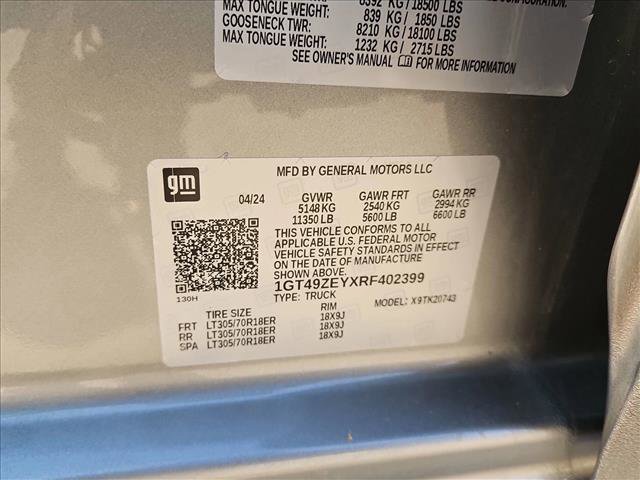 8392 KG / 18500 LBS
MAX TONGUE WEIGHT: 839 KG / 1850 LBS
GOOSENECK TWR: 8210 KG / 18100 LBS
MAX TONGUE WEIGHT: 1232 KG / 2715 LBS
SEE OWNER'S MANUAL FOR MORE INFORMATION
gm
MFD BY GENERAL MOTORS LLC
04/24 GVWR GAWR FRT GAWR RR
5148 KG 2540 KG 2994 KG
11350 LB 5600 LB 6600 LB
THIS VEHICLE CONFORMS TO ALL
APPLICABLE U.S. FEDERAL MOTOR
VEHICLE SAFETY STANDARDS IN EFFECT
ON THE DATE OF MANUFACTURE
SHOWN ABOVE.
1GT49ZEYXRF402399
130H
TYPE: TRUCK MODEL: X9TK20743
TIRE SIZE RIM
FRT LT305/70R18ER 18X9J
RR LT305/70R18ER 18X9J
SPA LT305/70R18ER 18X9J